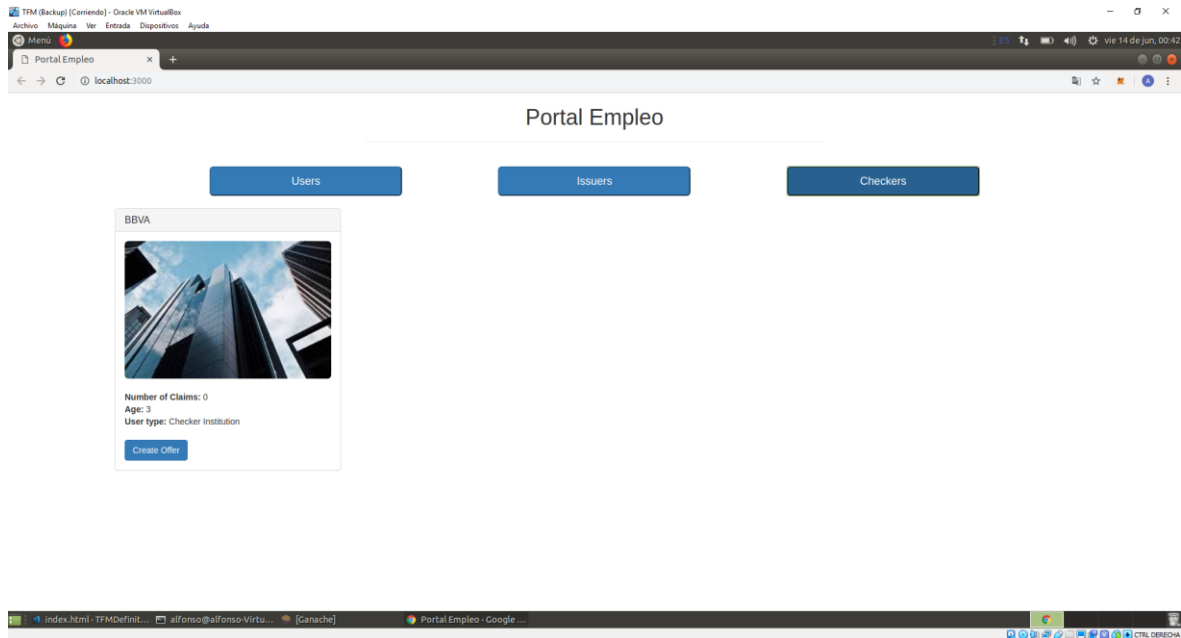 TFM (Backup) [Corriendo] - Oracle VM VirtualBox
Archivo Máquina Ver Entrada Dispositivos Ayuda
Menú
ES
vie 14 de jun, 00:42
Portal Empleo
localhost:3000
A
Portal Empleo
Users Issuers Checkers
BBVA
Number of Claims: 0
Age: 3
User type: Checker Institution
Create Offer
index.html - TFMDefinit... alfonso@alfonso-Virtu... [Ganache] Portal Empleo - Google ...
CTRL DERECHA